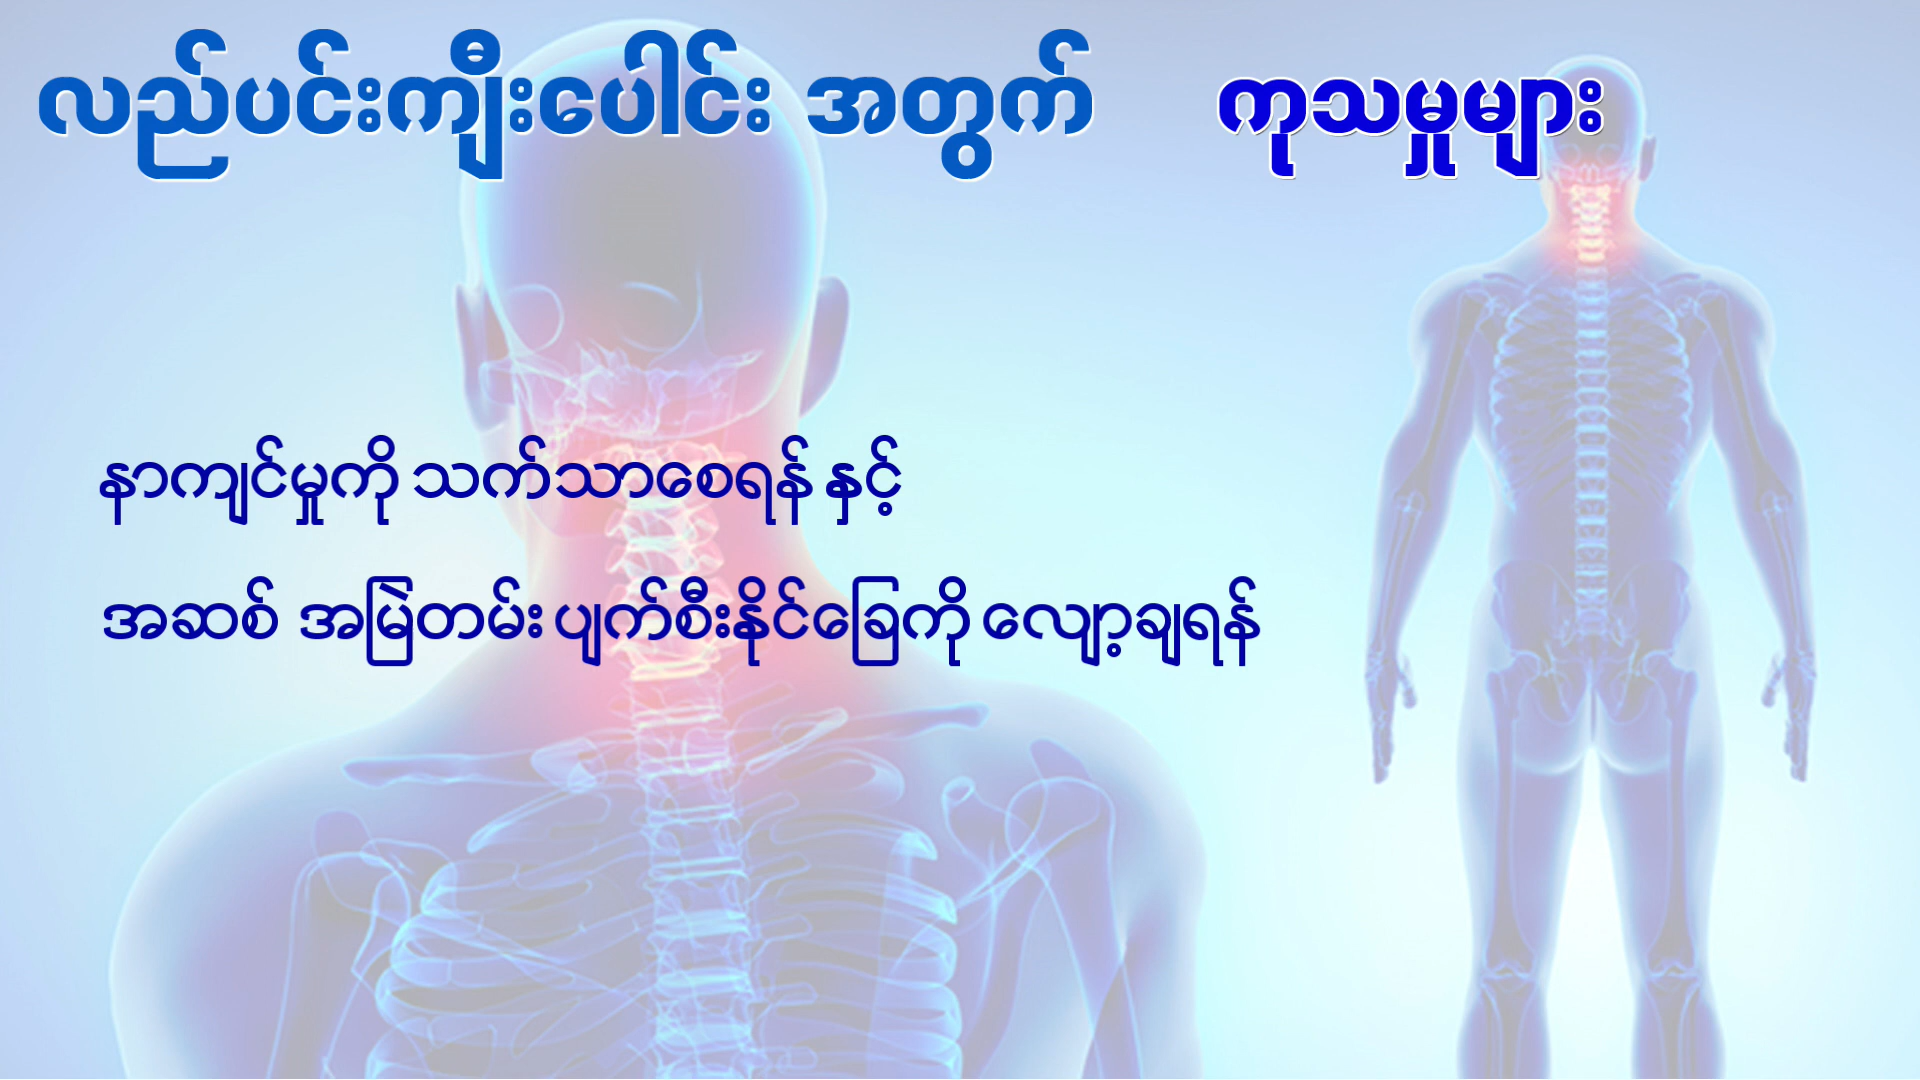 လည်ပင်းကျီးပေါင်း အတွက် ကုသမှုများ
နာကျင်မှုကို သက်သာစေရန် နှင့်
အဆစ် အမြဲတမ်း ပျက်စီးနိုင်ခြေကို လျော့ချရန်